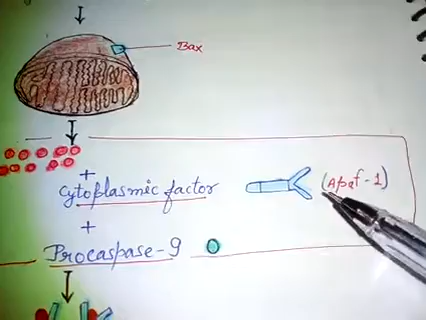 Bax
+
Cytoplasmic factor (Apaf-1)
+
Procaspase-9